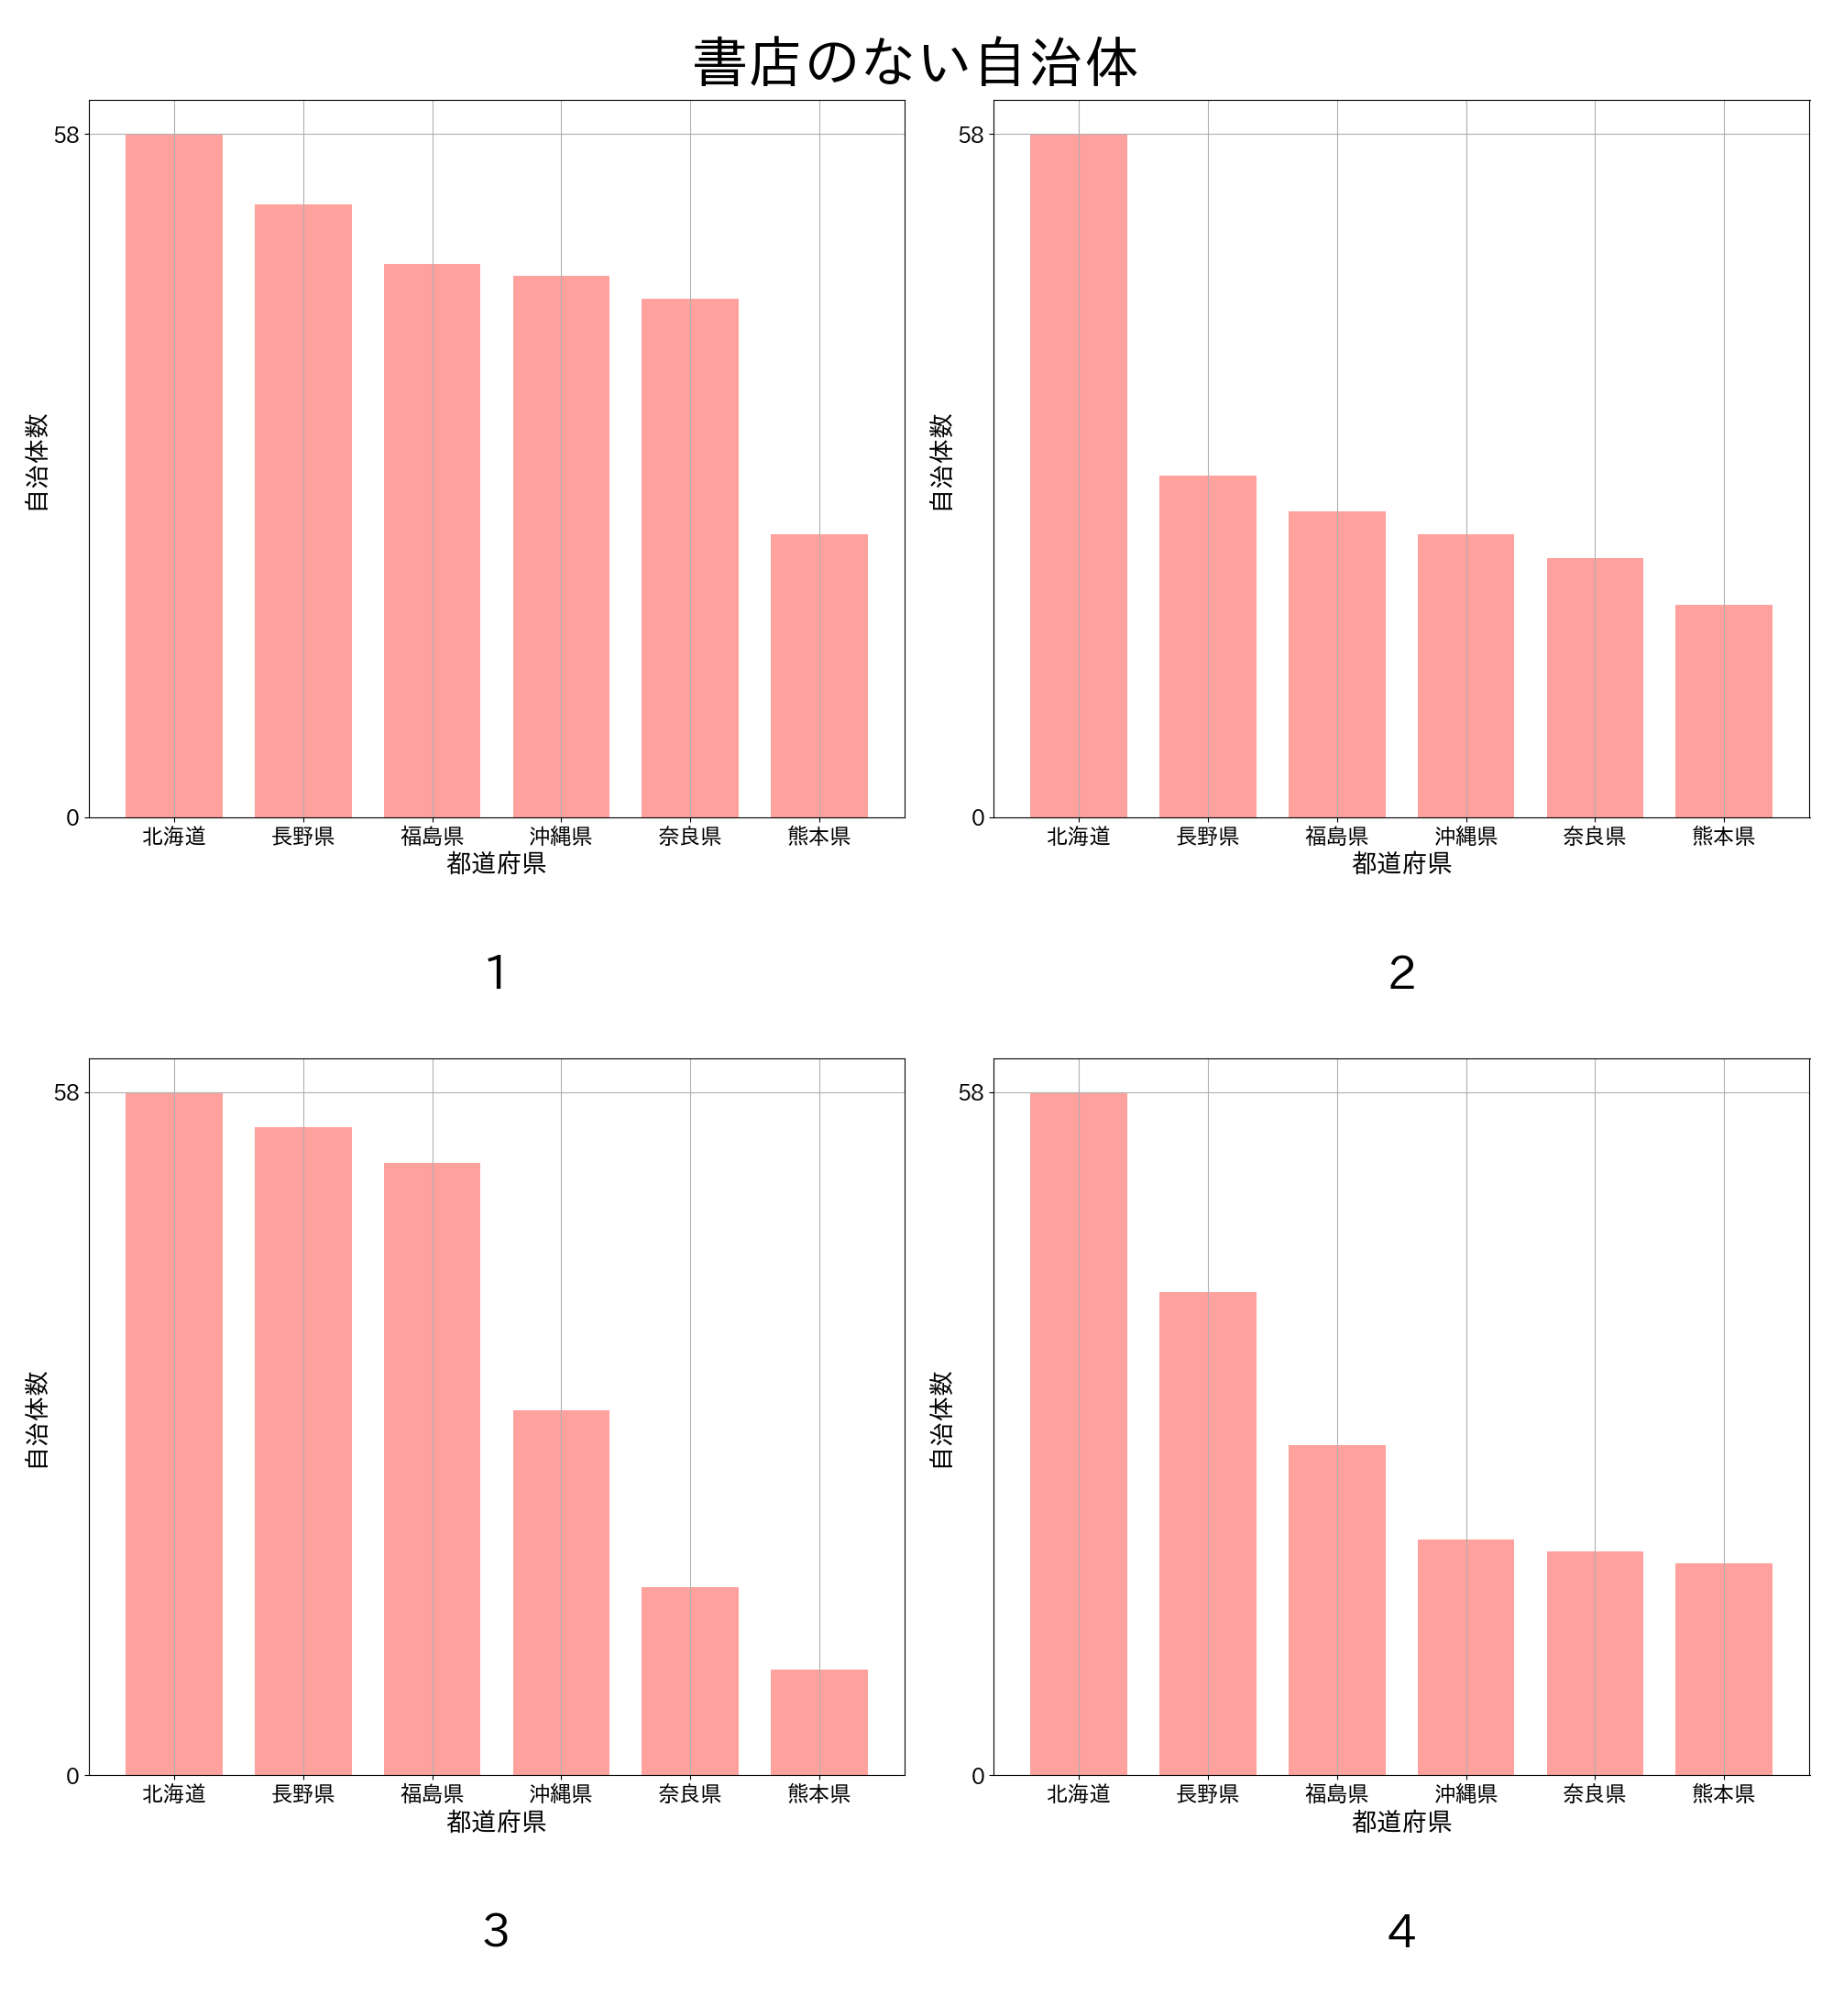 書店のない自治体
58
0
自治体数
北海道 長野県 福島県 沖縄県 奈良県 熊本県
都道府県
1
58
0
自治体数
北海道 長野県 福島県 沖縄県 奈良県 熊本県
都道府県
2
58
0
自治体数
北海道 長野県 福島県 沖縄県 奈良県 熊本県
都道府県
3
58
0
自治体数
北海道 長野県 福島県 沖縄県 奈良県 熊本県
都道府県
4